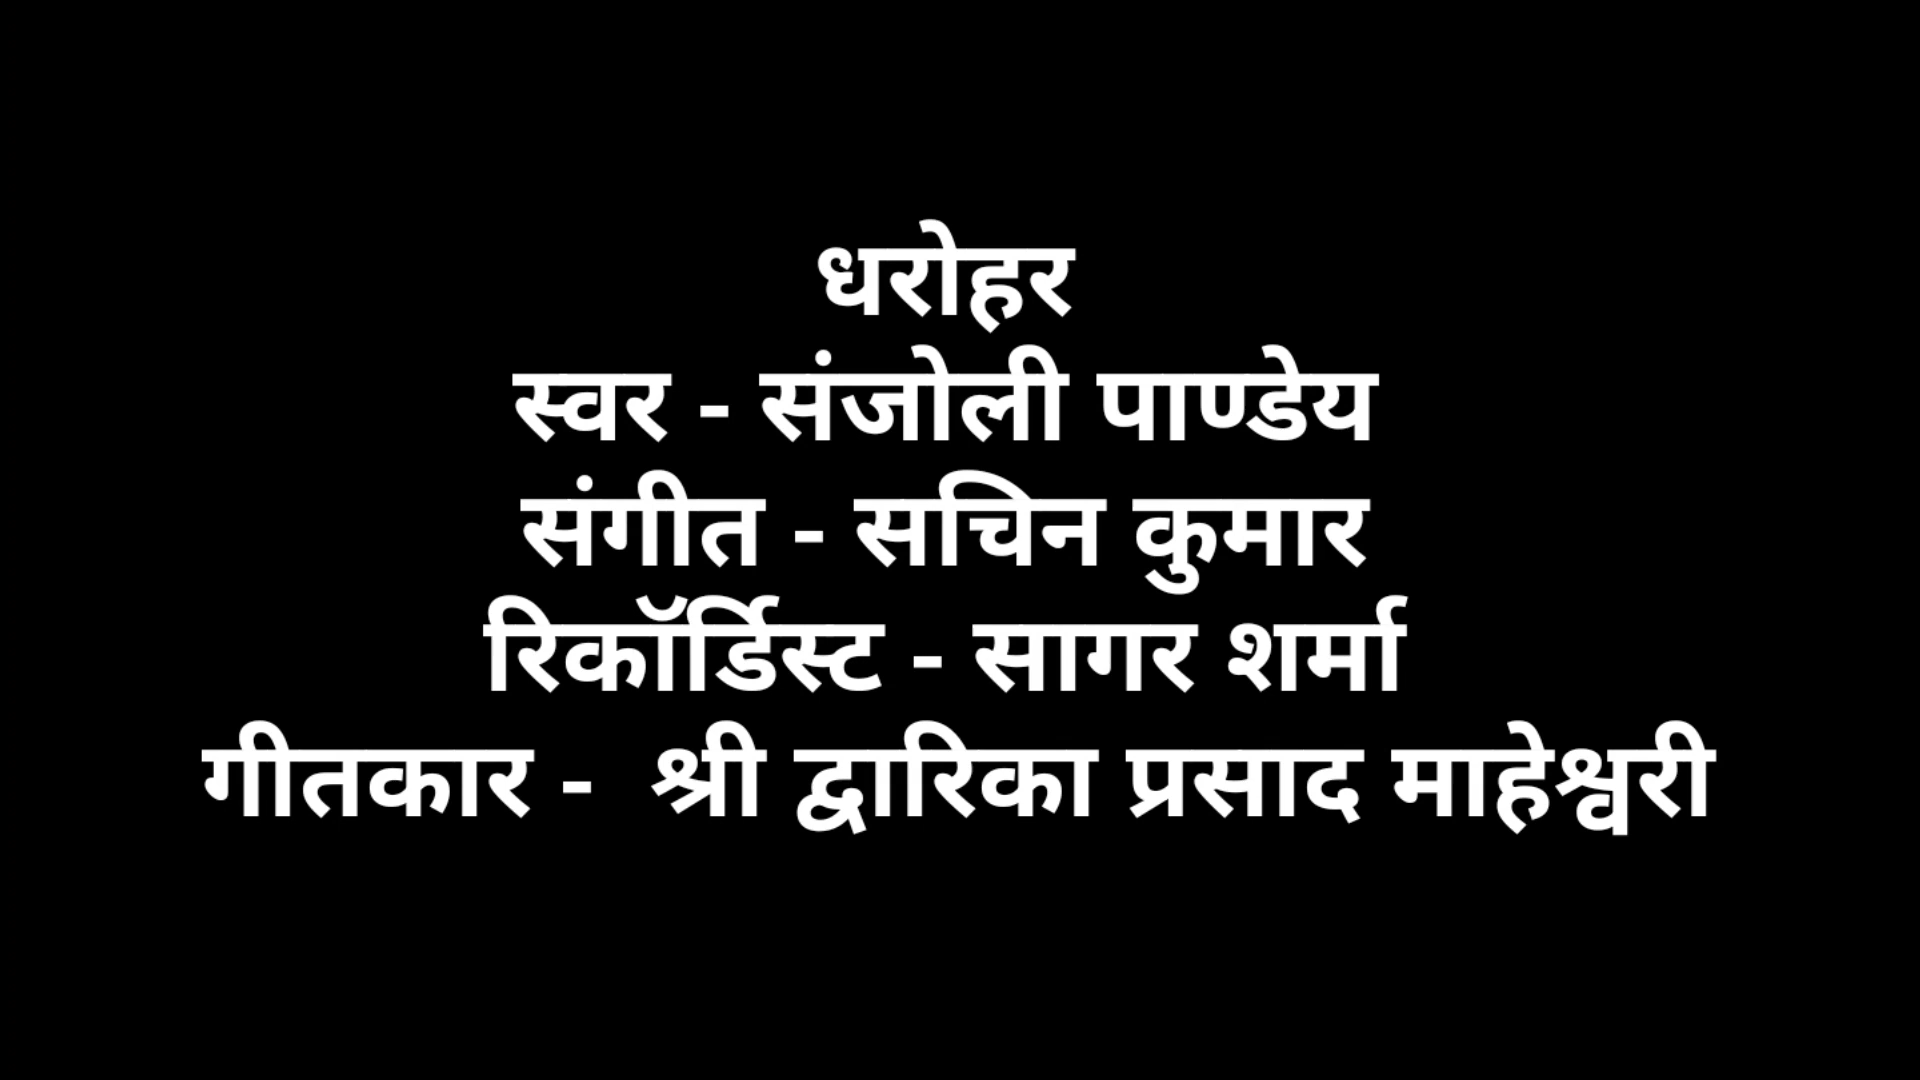 धरोहर
स्वर - संजोली पाण्डेय
संगीत - सचिन कुमार
रिकॉर्डिस्ट - सागर शर्मा
गीतकार - श्री द्वारिका प्रसाद माहेश्वरी